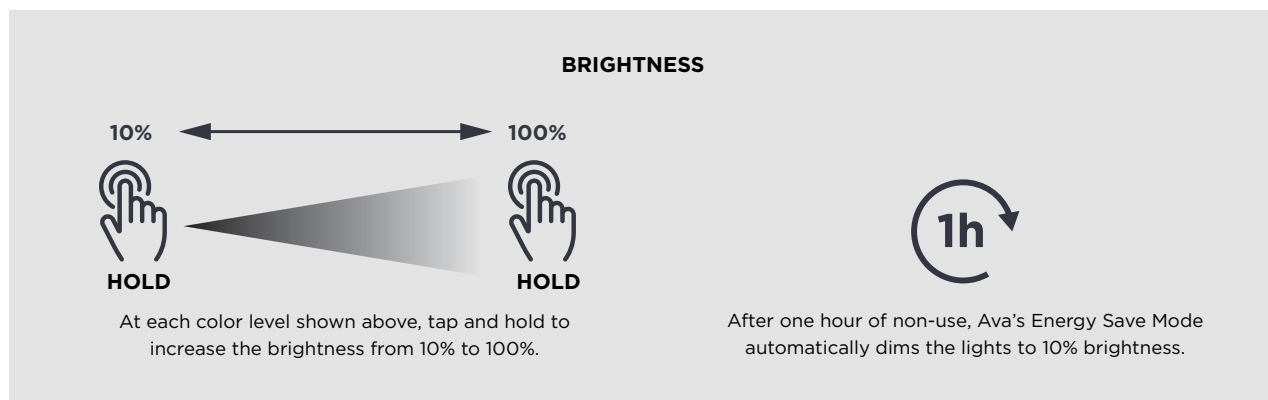 BRIGHTNESS
10%
100%
HOLD
HOLD
At each color level shown above, tap and hold to
increase the brightness from 10% to 100%.
1h
After one hour of non-use, Ava’s Energy Save Mode
automatically dims the lights to 10% brightness.